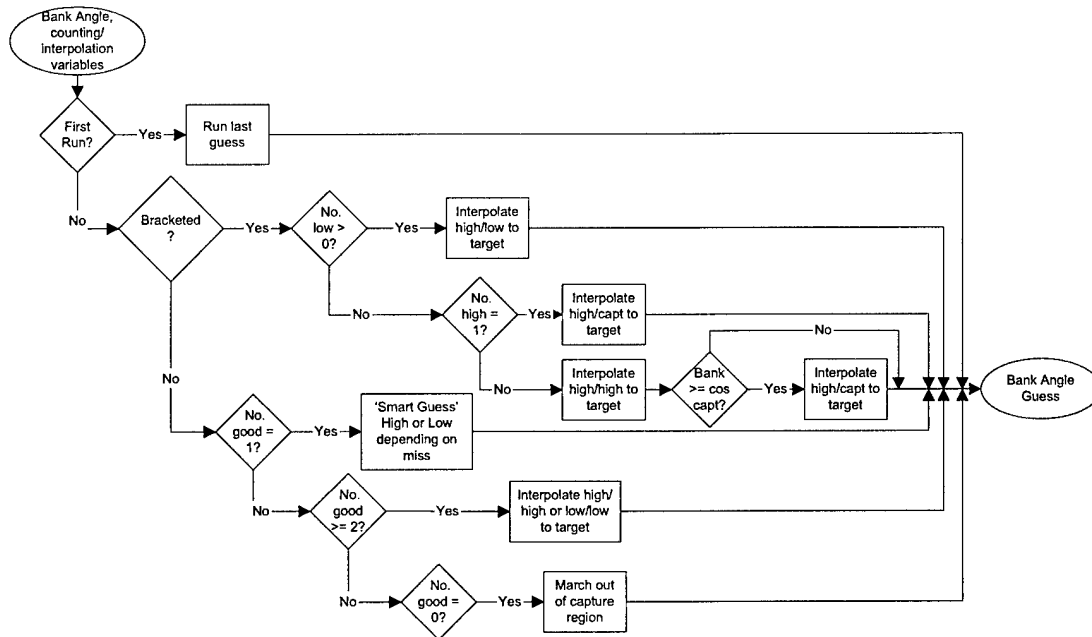 Bank Angle,
counting/
interpolation
variables
First
Run?
Yes
Run last
guess
No
Bracketed
?
Yes
No.
low >
0?
Yes
Interpolate
high/low to
target
No
No.
high =
1?
Yes
Interpolate
high/capt to
target
No
No
Interpolate
high/high to
target
Bank
>= cos
capt?
Yes
Interpolate
high/capt to
target
Bank Angle
Guess
No
No.
good =
1?
Yes
'Smart Guess'
High or Low
depending on
miss
No
No.
good
>= 2?
Yes
Interpolate high/
high or low/low
to target
No
No.
good =
0?
Yes
March out
of capture
region